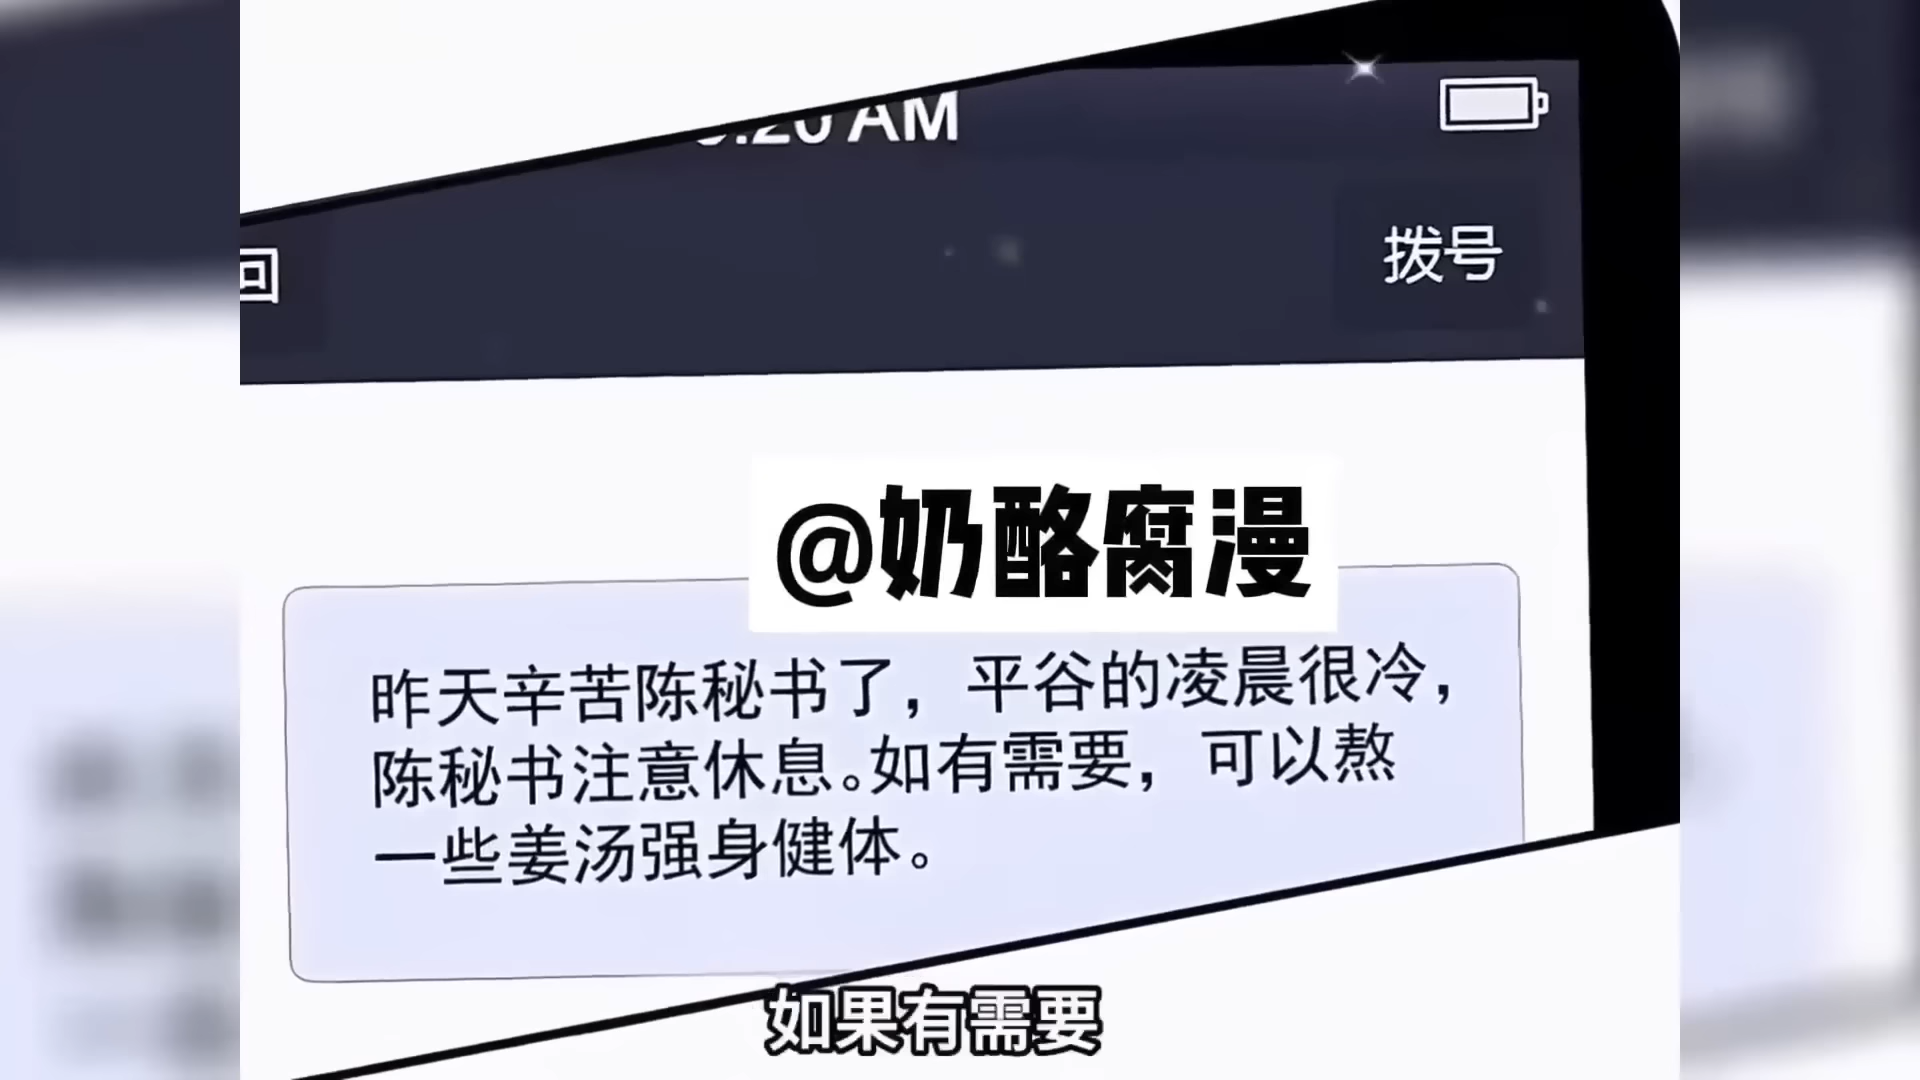 AM
回
拨号
@奶酪腐漫
昨天辛苦陈秘书了，平谷的凌晨很冷，
陈秘书注意休息。如有需要，可以熬
一些姜汤强身健体。
如果有需要